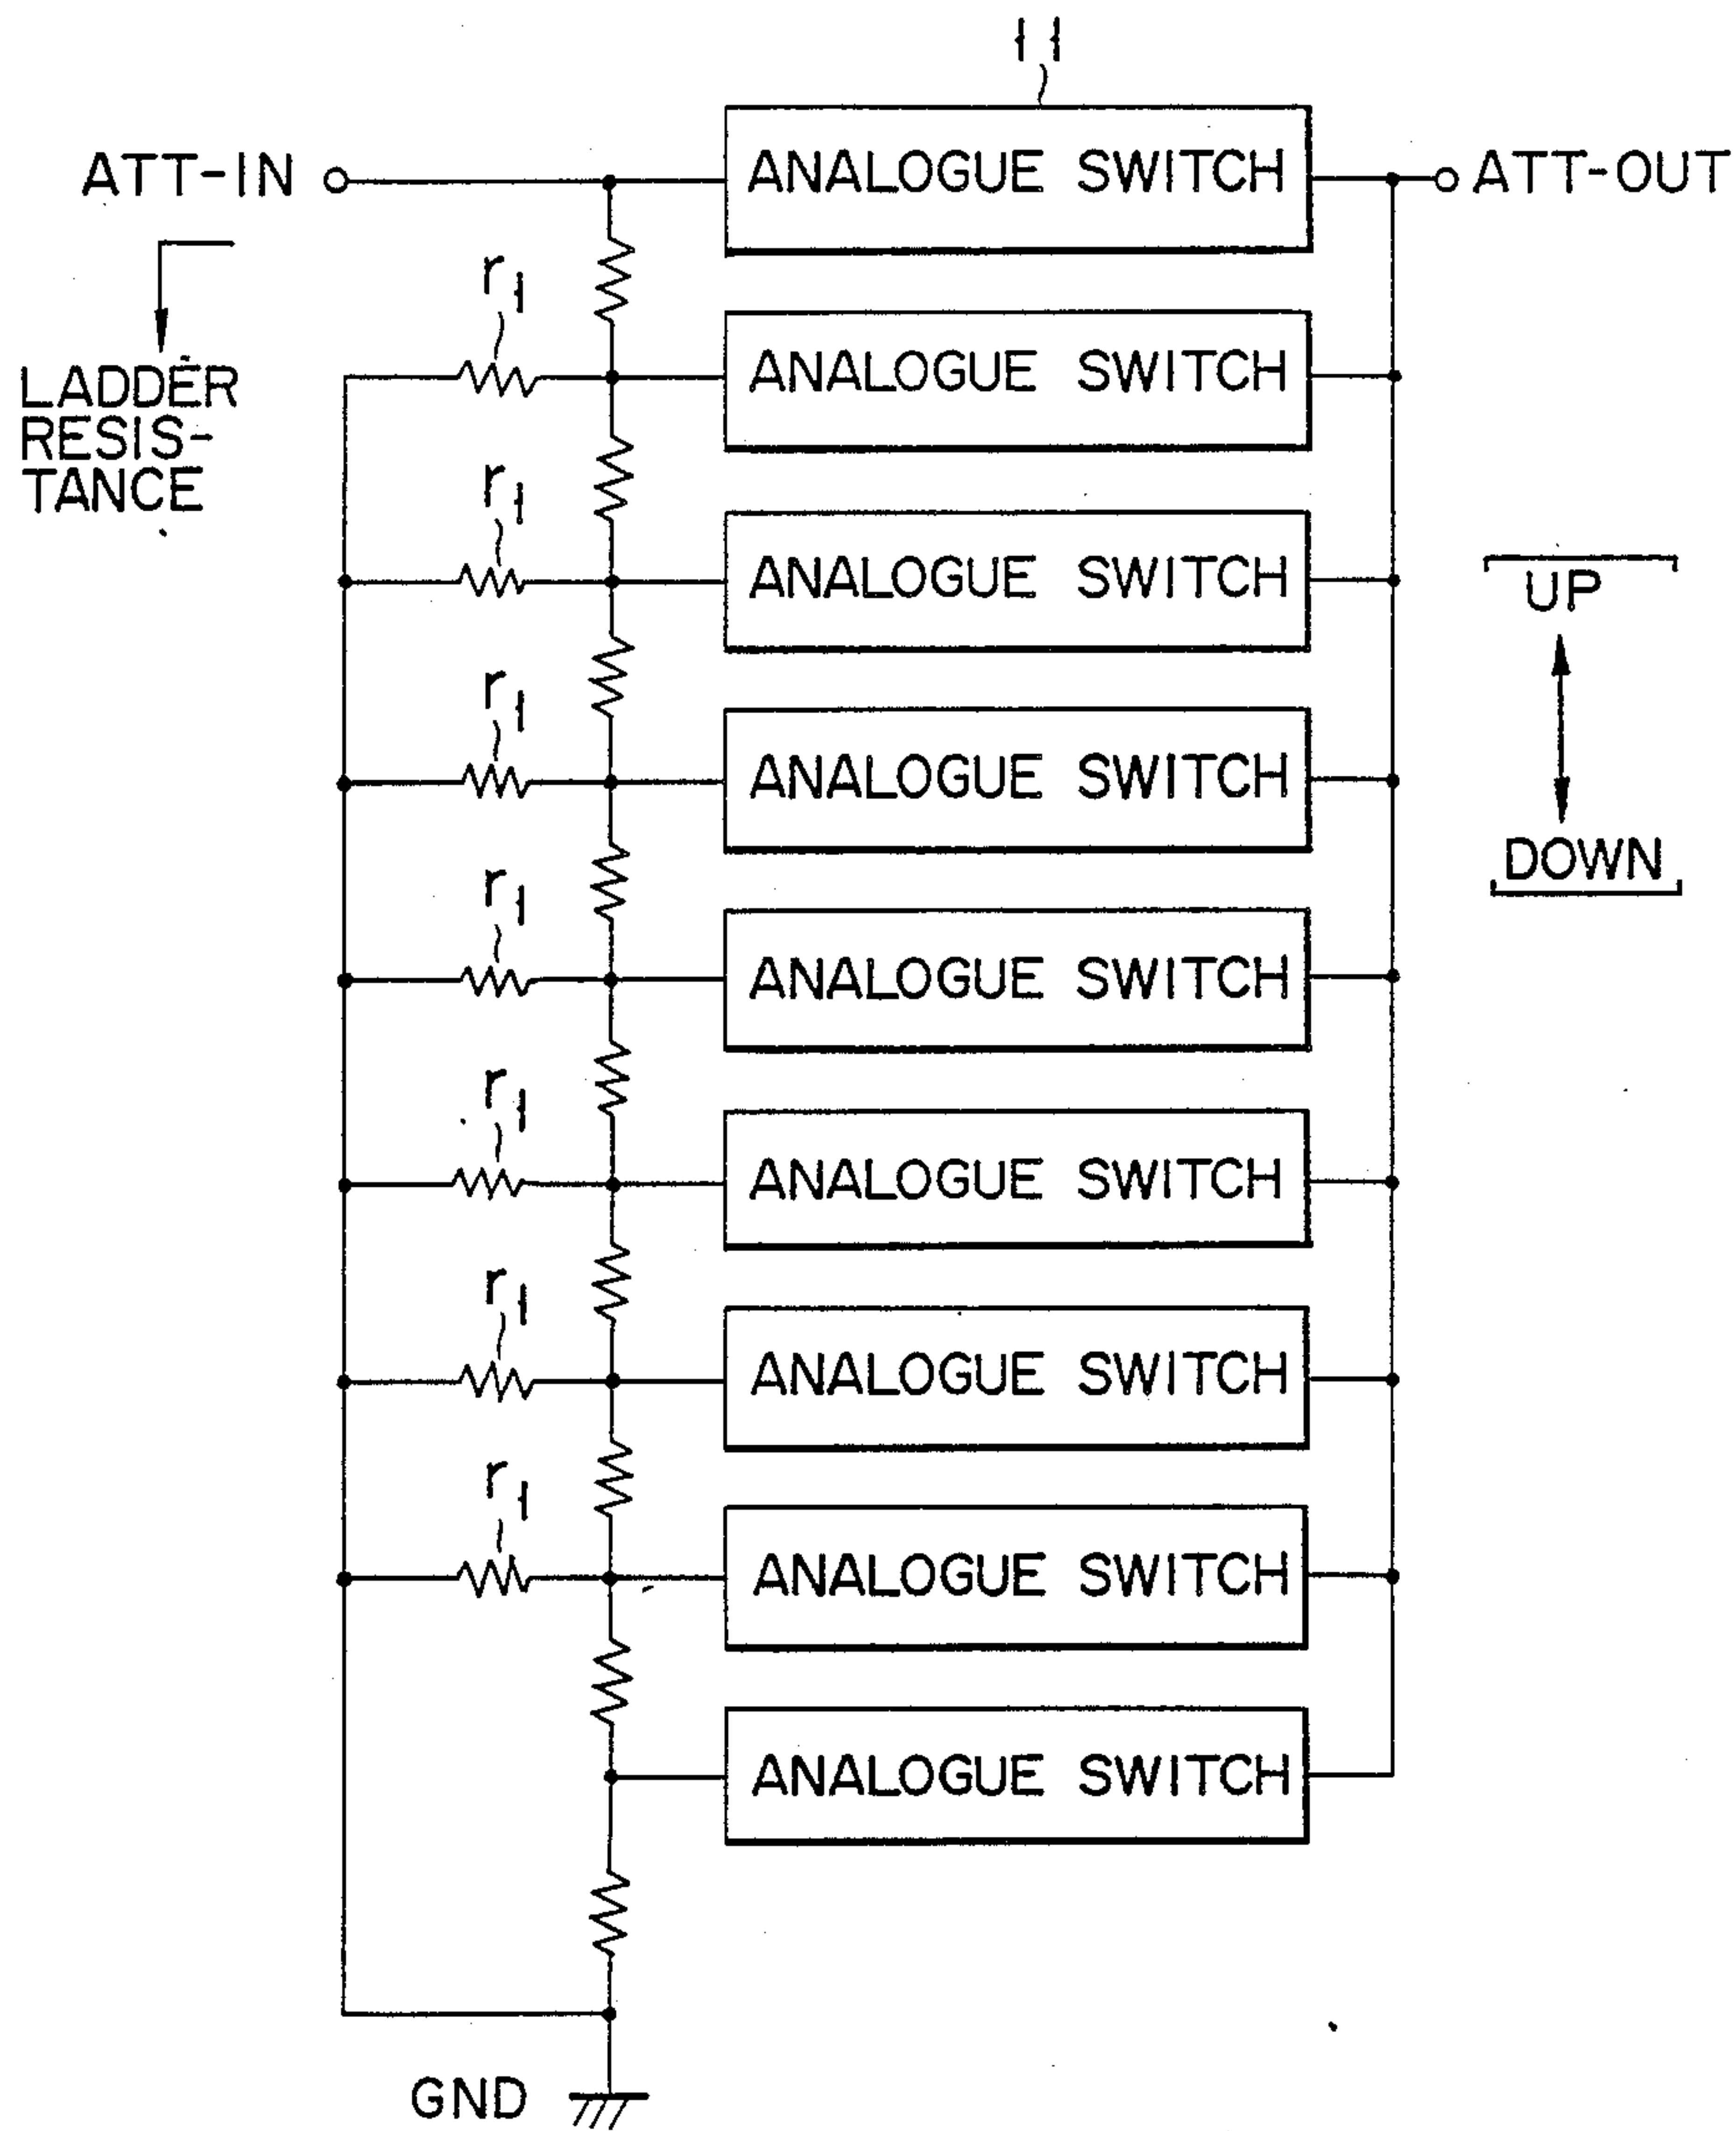 11
ATT-IN
ANALOGUE SWITCH
ATT-OUT
r1
ANALOGUE SWITCH
LADDER
RESIS-
TANCE
r1
ANALOGUE SWITCH
UP
r1
ANALOGUE SWITCH
DOWN
r1
ANALOGUE SWITCH
r1
ANALOGUE SWITCH
r1
ANALOGUE SWITCH
r1
ANALOGUE SWITCH
ANALOGUE SWITCH
GND